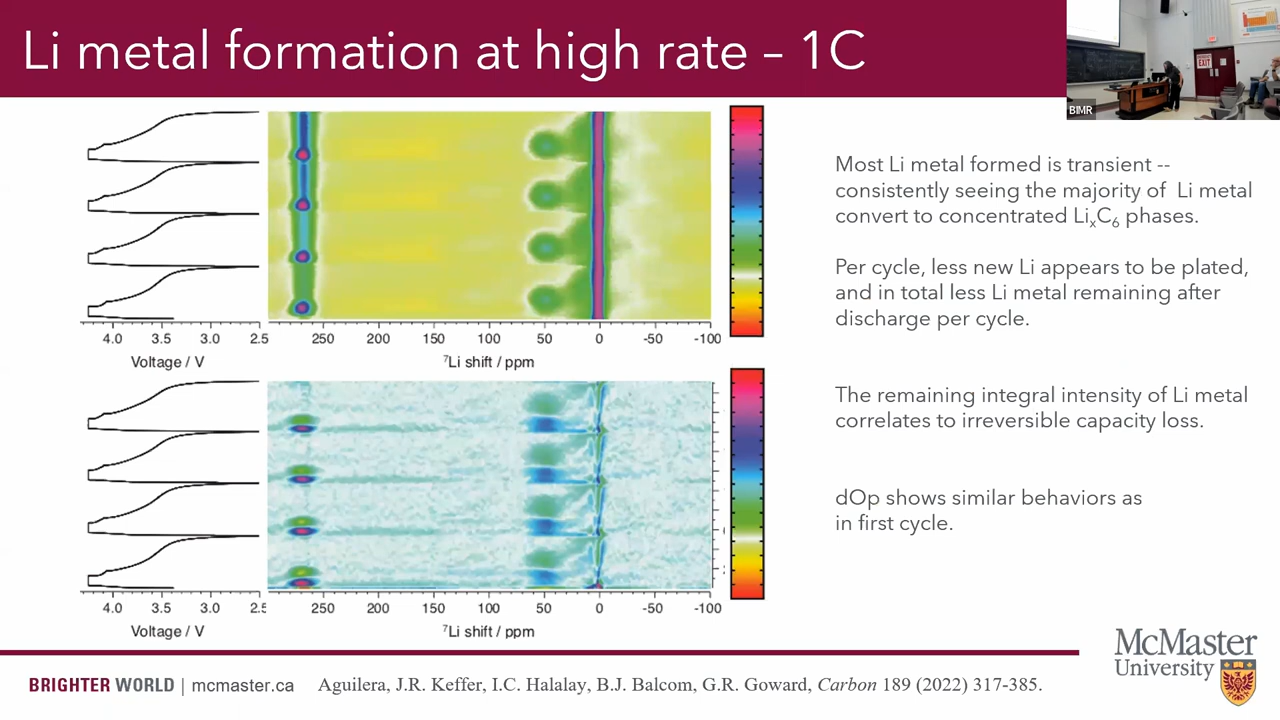 Li metal formation at high rate – 1C
EXIT
BIMR
Most Li metal formed is transient --
consistently seeing the majority of Li metal
convert to concentrated LiₓC₆ phases.
Per cycle, less new Li appears to be plated,
and in total less Li metal remaining after
discharge per cycle.
The remaining integral intensity of Li metal
correlates to irreversible capacity loss.
dOp shows similar behaviors as
in first cycle.
4.0 3.5 3.0 2.5
Voltage / V
250 200 150 100 50 0 -50 -100
⁷Li shift / ppm
4.0 3.5 3.0 2.5
Voltage / V
250 200 150 100 50 0 -50 -100
⁷Li shift / ppm
McMaster
University
BRIGHTER WORLD | mcmaster.ca
Aguilera, J.R. Keffer, I.C. Halalay, B.J. Balcom, G.R. Goward, Carbon 189 (2022) 317-385.